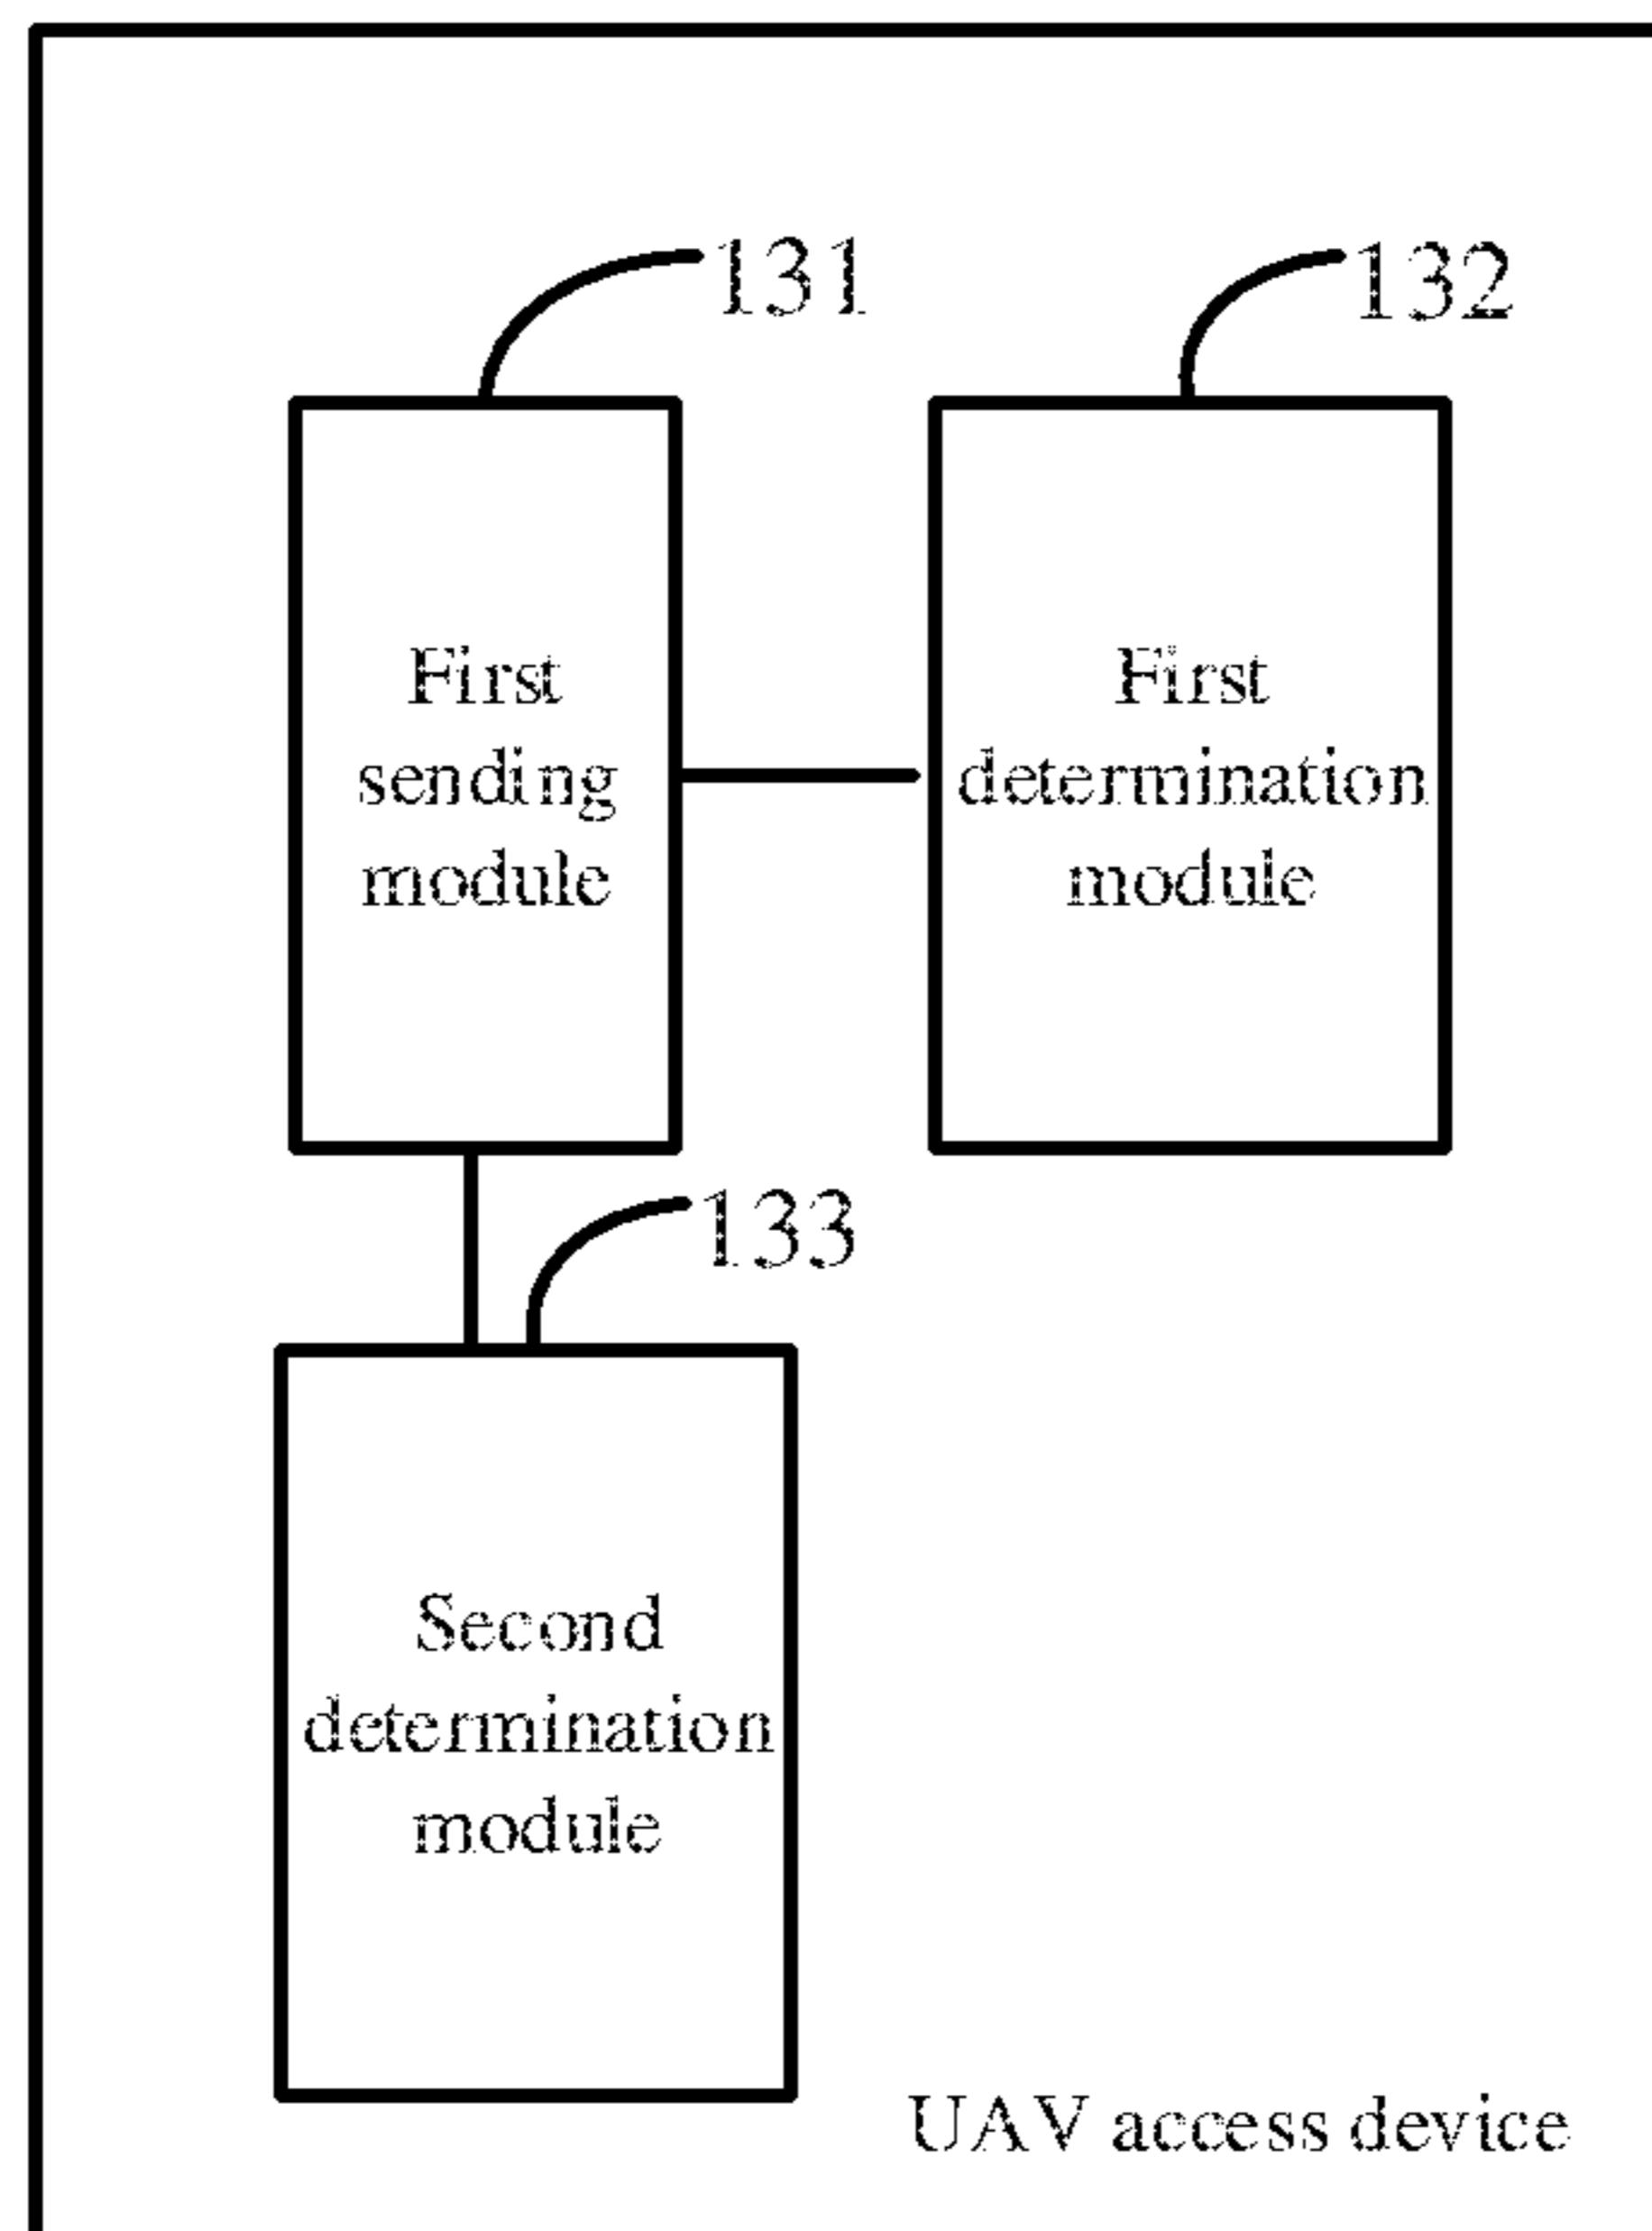 131
132
First
sending
module
First
determination
module
133
Second
determination
module
UAV access device